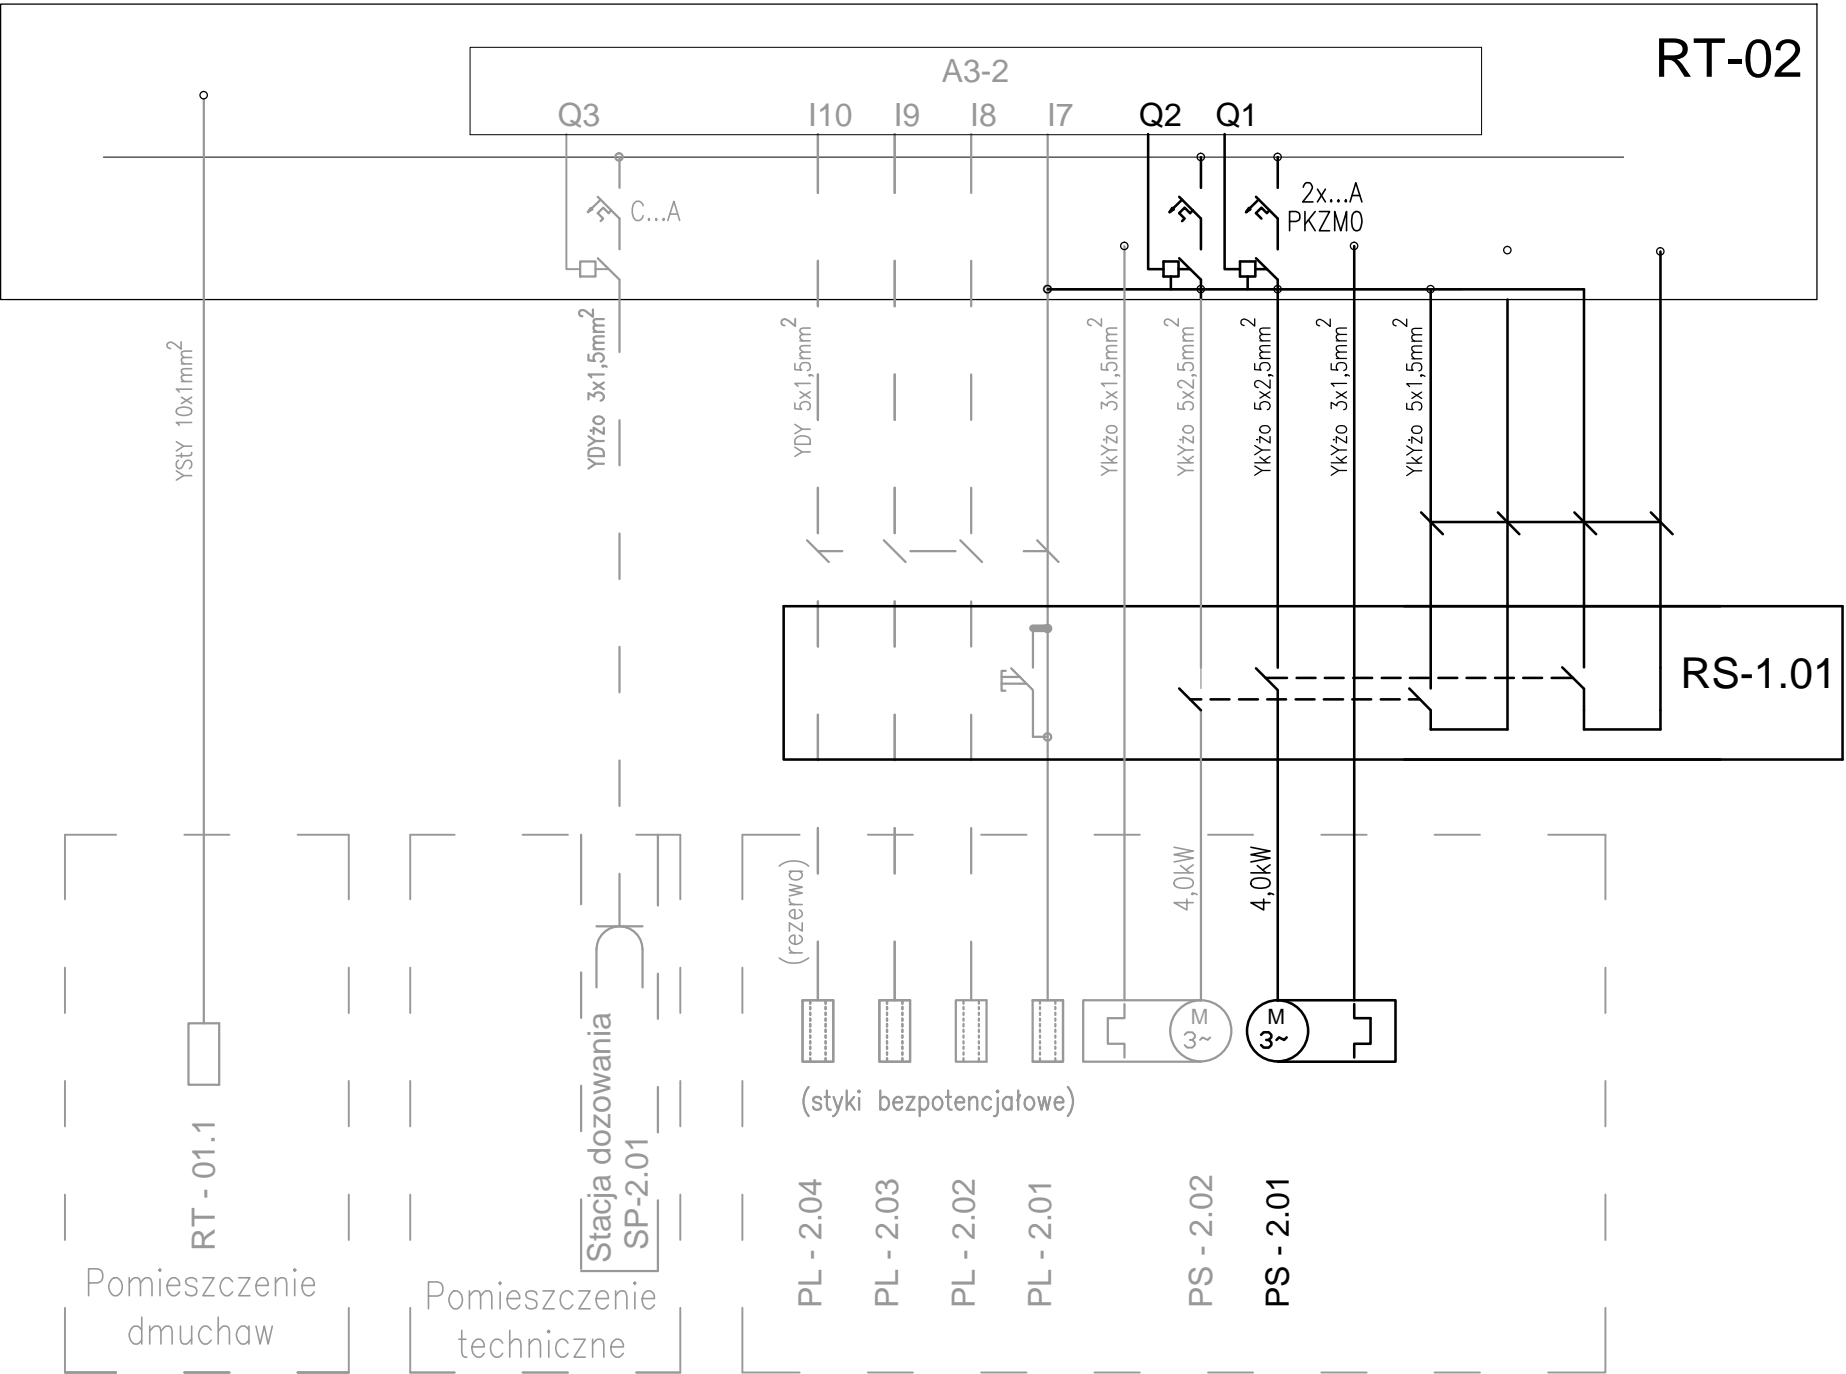 RT-02
A3-2
Q3
I10
I9
I8
I7
Q2
Q1
C...A
2x...A
PKZM0
YStY 10x1mm²
YDYżo 3x1,5mm²
YDY 5x1,5mm²
YkYżo 3x1,5mm²
YkYżo 5x2,5mm²
YkYżo 5x2,5mm²
YkYżo 3x1,5mm²
YkYżo 5x1,5mm²
RS-1.01
(rezerwa)
4,0kW
4,0kW
M
3~
M
3~
(styki bezpotencjałowe)
RT - 01.1
Stacja dozowania
SP-2.01
PL - 2.04
PL - 2.03
PL - 2.02
PL - 2.01
PS - 2.02
PS - 2.01
Pomieszczenie
dmuchaw
Pomieszczenie
techniczne